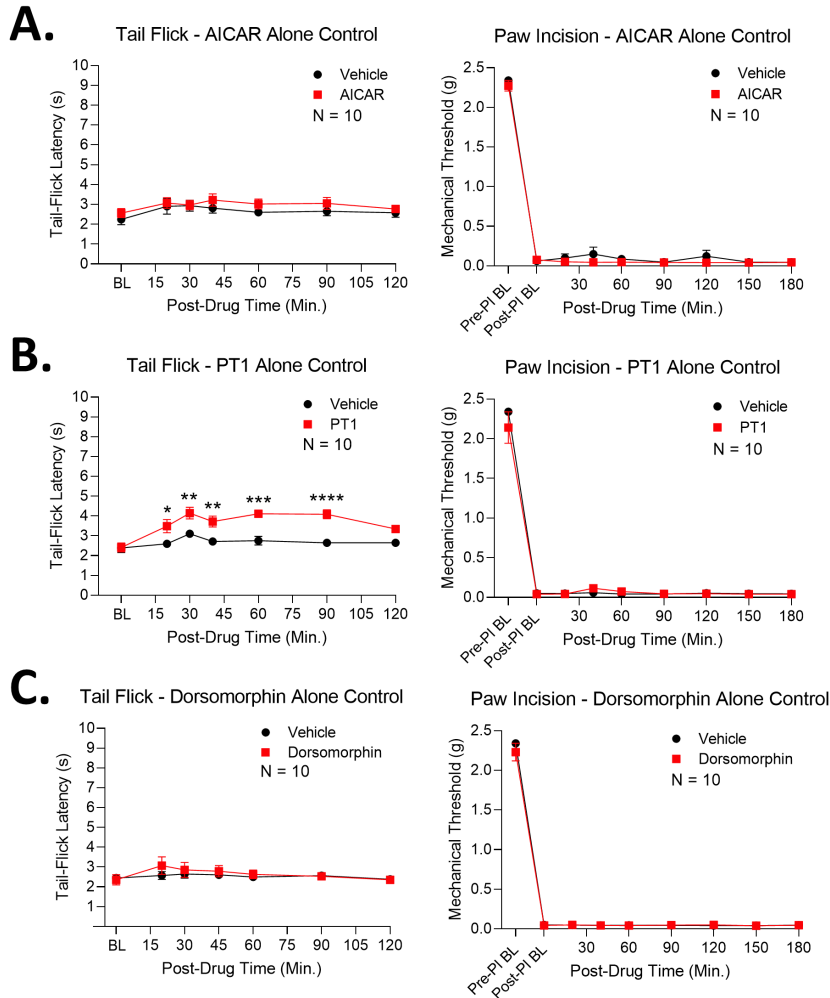 A.
Tail Flick - AICAR Alone Control
Tail-Flick Latency (s)
10
9
8
7
6
5
4
3
2
1
0
Vehicle
AICAR
N = 10
BL 15 30 45 60 75 90 105 120
Post-Drug Time (Min.)
Paw Incision - AICAR Alone Control
Mechanical Threshold (g)
2.5
2.0
1.5
1.0
0.5
0.0
Vehicle
AICAR
N = 10
Pre-PI BL Post-PI BL 30 60 90 120 150 180
Post-Drug Time (Min.)
B.
Tail Flick - PT1 Alone Control
Tail-Flick Latency (s)
10
9
8
7
6
5
4
3
2
1
0
Vehicle
PT1
N = 10
* ** ** *** ****
BL 15 30 45 60 75 90 105 120
Post-Drug Time (Min.)
Paw Incision - PT1 Alone Control
Mechanical Threshold (g)
2.5
2.0
1.5
1.0
0.5
0.0
Vehicle
PT1
N = 10
Pre-PI BL Post-PI BL 30 60 90 120 150 180
Post-Drug Time (Min.)
C.
Tail Flick - Dorsomorphin Alone Control
Tail-Flick Latency (s)
10
9
8
7
6
5
4
3
2
1
Vehicle
Dorsomorphin
N = 10
BL 15 30 45 60 75 90 105 120
Post-Drug Time (Min.)
Paw Incision - Dorsomorphin Alone Control
Mechanical Threshold (g)
2.5
2.0
1.5
1.0
0.5
0.0
Vehicle
Dorsomorphin
N = 10
Pre-PI BL Post-PI BL 30 60 90 120 150 180
Post-Drug Time (Min.)